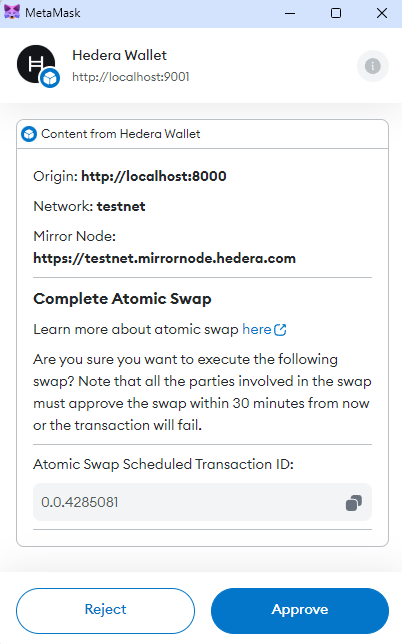 MetaMask
Hedera Wallet
http://localhost:9001
Content from Hedera Wallet
Origin: http://localhost:8000
Network: testnet
Mirror Node:
https://testnet.mirrornode.hedera.com
Complete Atomic Swap
Learn more about atomic swap here
Are you sure you want to execute the following
swap? Note that all the parties involved in the swap
must approve the swap within 30 minutes from now
or the transaction will fail.
Atomic Swap Scheduled Transaction ID:
0.0.4285081
Reject
Approve